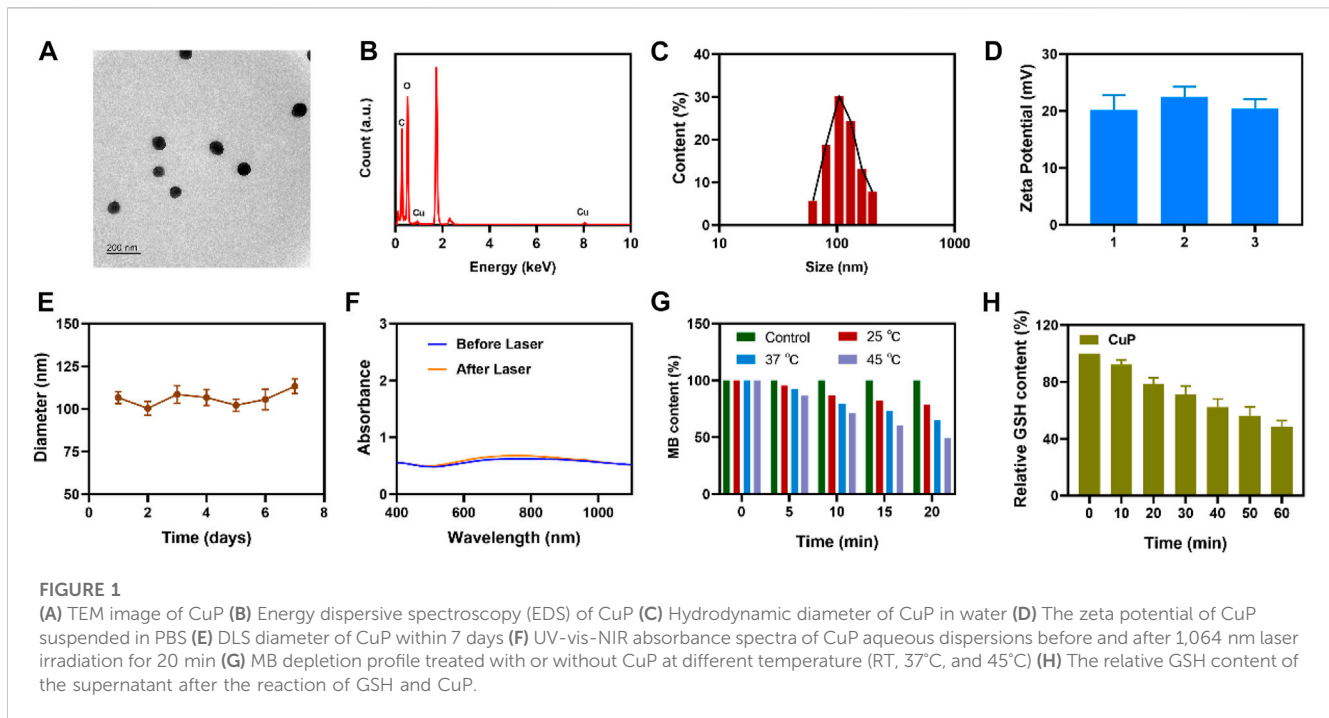 A
200 nm
B
Count (a.u.)
C
O
Cu
Cu
0
2
4
6
8
10
Energy (keV)
C
Content (%)
40
30
20
10
0
10
100
1000
Size (nm)
D
Zeta Potential (mV)
30
20
10
0
1
2
3
E
Diameter (nm)
150
125
100
75
50
0
2
4
6
8
Time (days)
F
Absorbance
3
2
1
0
Before Laser
After Laser
400
600
800
1000
Wavelength (nm)
G
MB content (%)
150
100
50
0
Control
25 °C
37 °C
45 °C
0
5
10
15
20
Time (min)
H
Relative GSH content (%)
120
80
40
0
CuP
0
10
20
30
40
50
60
Time (min)
FIGURE 1
(A) TEM image of CuP (B) Energy dispersive spectroscopy (EDS) of CuP (C) Hydrodynamic diameter of CuP in water (D) The zeta potential of CuP
suspended in PBS (E) DLS diameter of CuP within 7 days (F) UV-vis-NIR absorbance spectra of CuP aqueous dispersions before and after 1,064 nm laser
irradiation for 20 min (G) MB depletion profile treated with or without CuP at different temperature (RT, 37°C, and 45°C) (H) The relative GSH content of
the supernatant after the reaction of GSH and CuP.